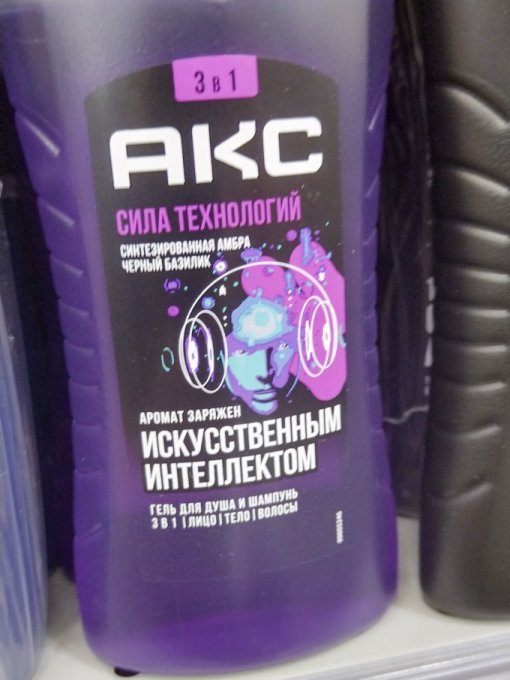 3 в 1
АКС
СИЛА ТЕХНОЛОГИЙ
СИНТЕЗИРОВАННАЯ АМБРА
ЧЕРНЫЙ БАЗИЛИК
АРОМАТ ЗАРЯЖЕН
ИСКУССТВЕННЫМ
ИНТЕЛЛЕКТОМ
ГЕЛЬ ДЛЯ ДУША И ШАМПУНЬ
3 В 1 | ЛИЦО | ТЕЛО | ВОЛОСЫ